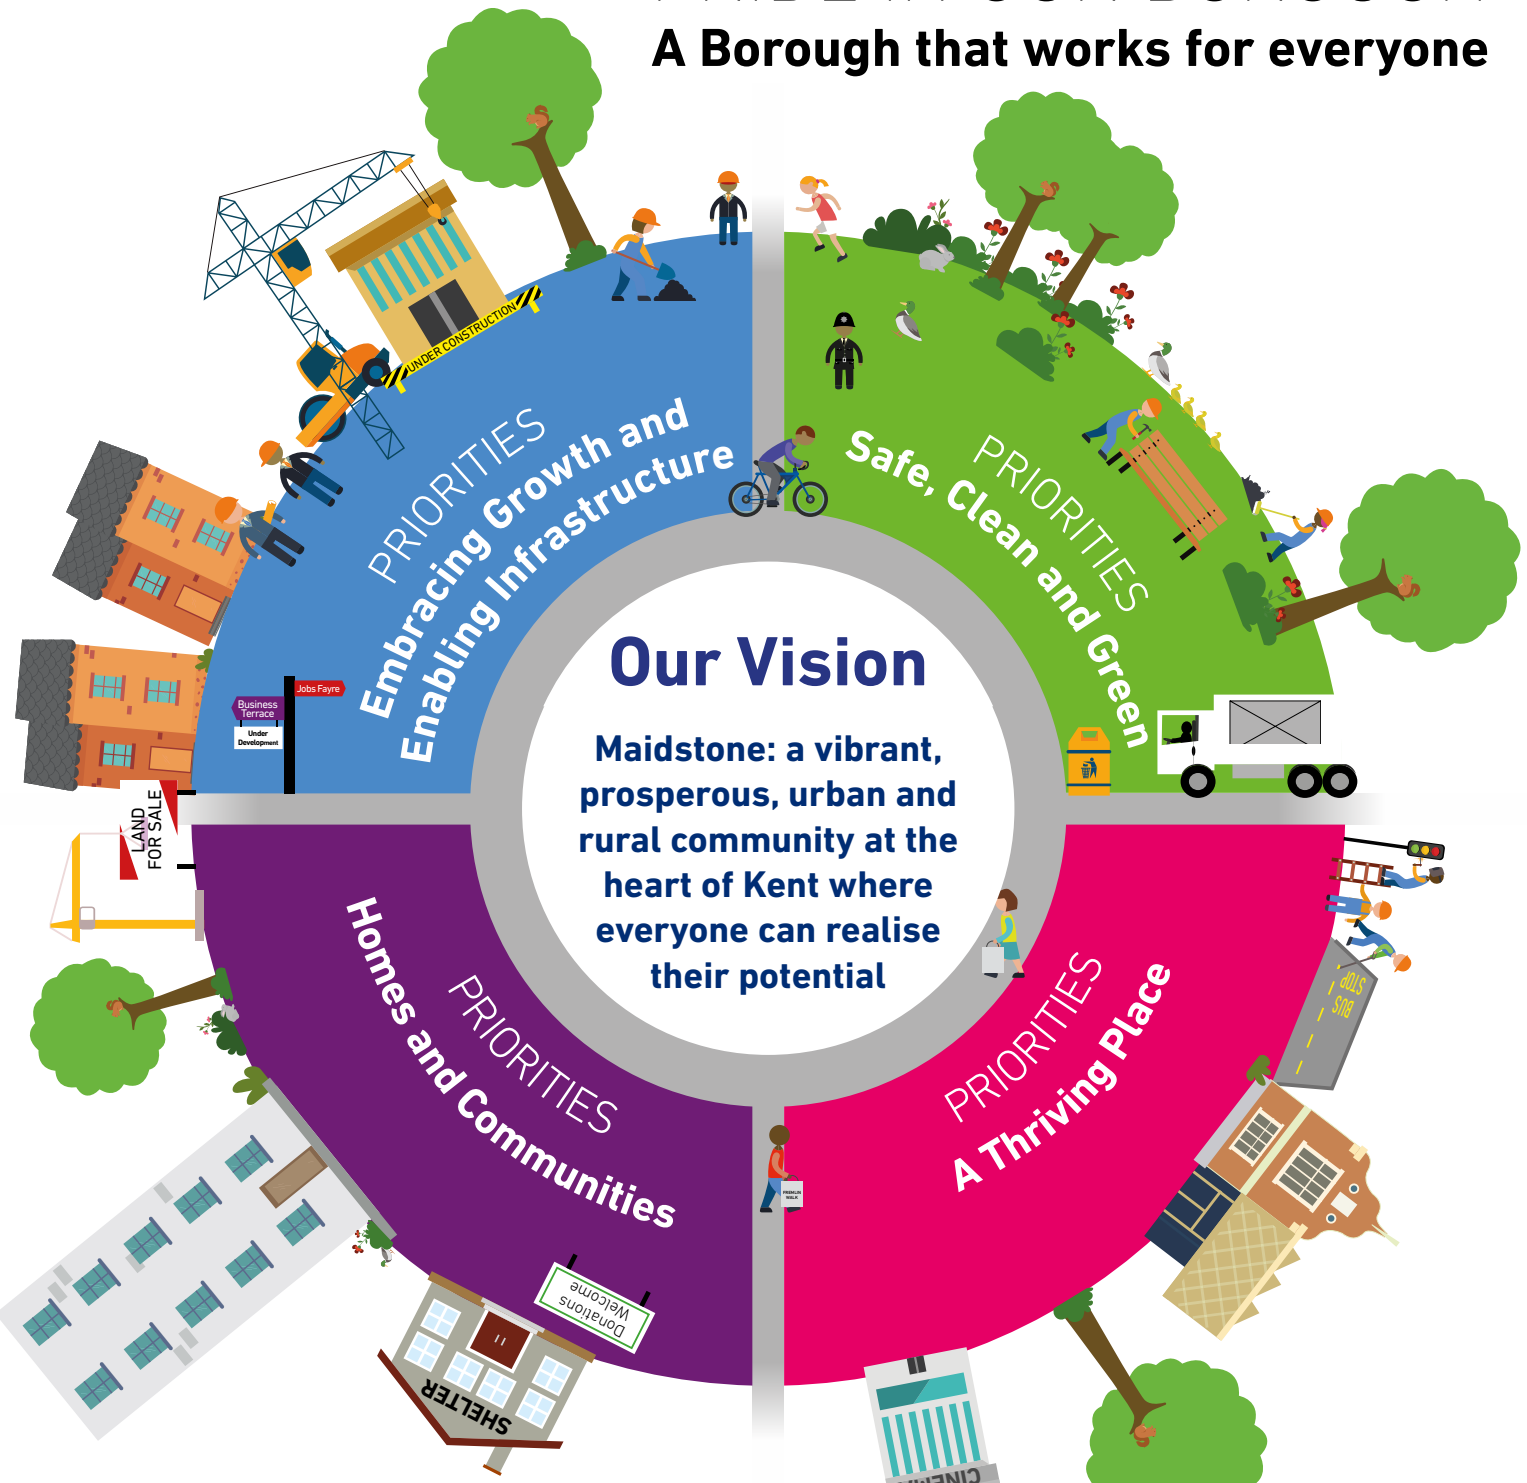 A Borough that works for everyone
UNDER CONSTRUCTION
PRIORITIES
Embracing Growth and
Enabling Infrastructure
PRIORITIES
Safe, Clean and Green
Jobs Fayre
Business
Terrace
Under
Development
Our Vision
Maidstone: a vibrant,
prosperous, urban and
rural community at the
heart of Kent where
everyone can realise
their potential
LAND
FOR SALE
PRIORITIES
Homes and Communities
PRIORITIES
A Thriving Place
BUS
STOP
FREMLIN
WALK
Donations
Welcome
SHELTER